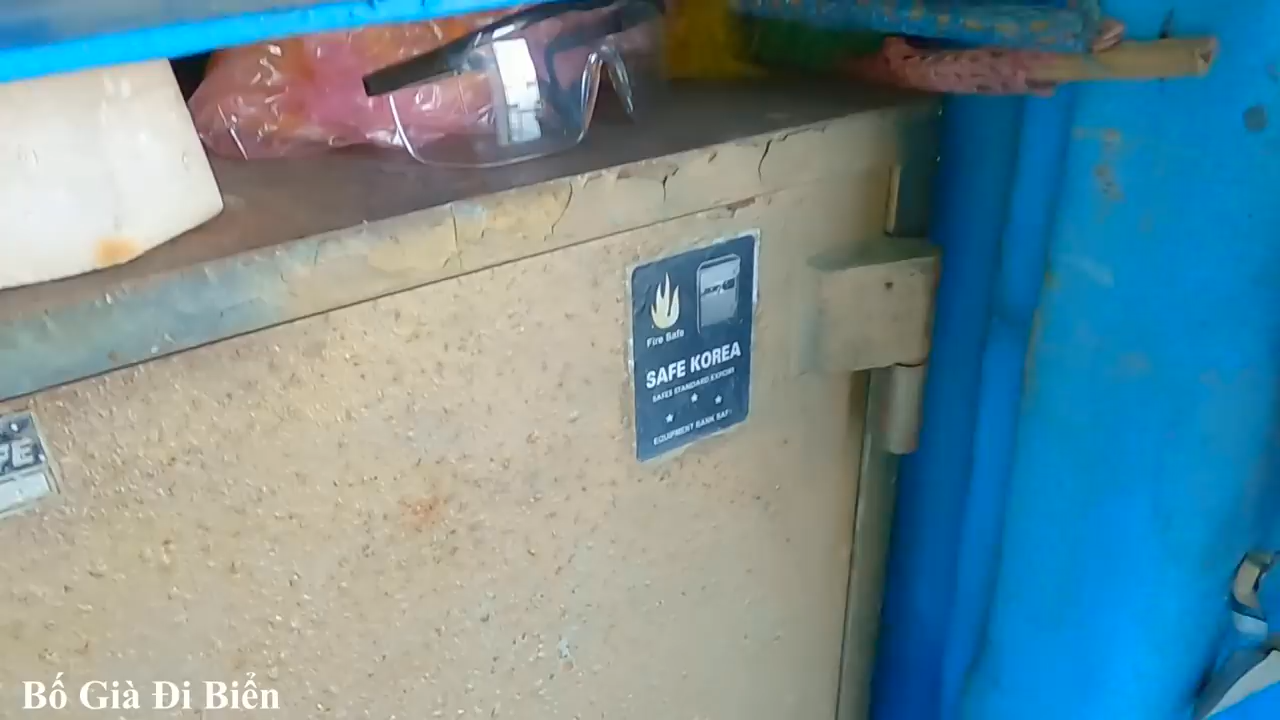 Fire Safe
SAFE KOREA
SAFES STANDARD EXPORT
EQUIPMENT BANK SAFE
Bố Già Đi Biển